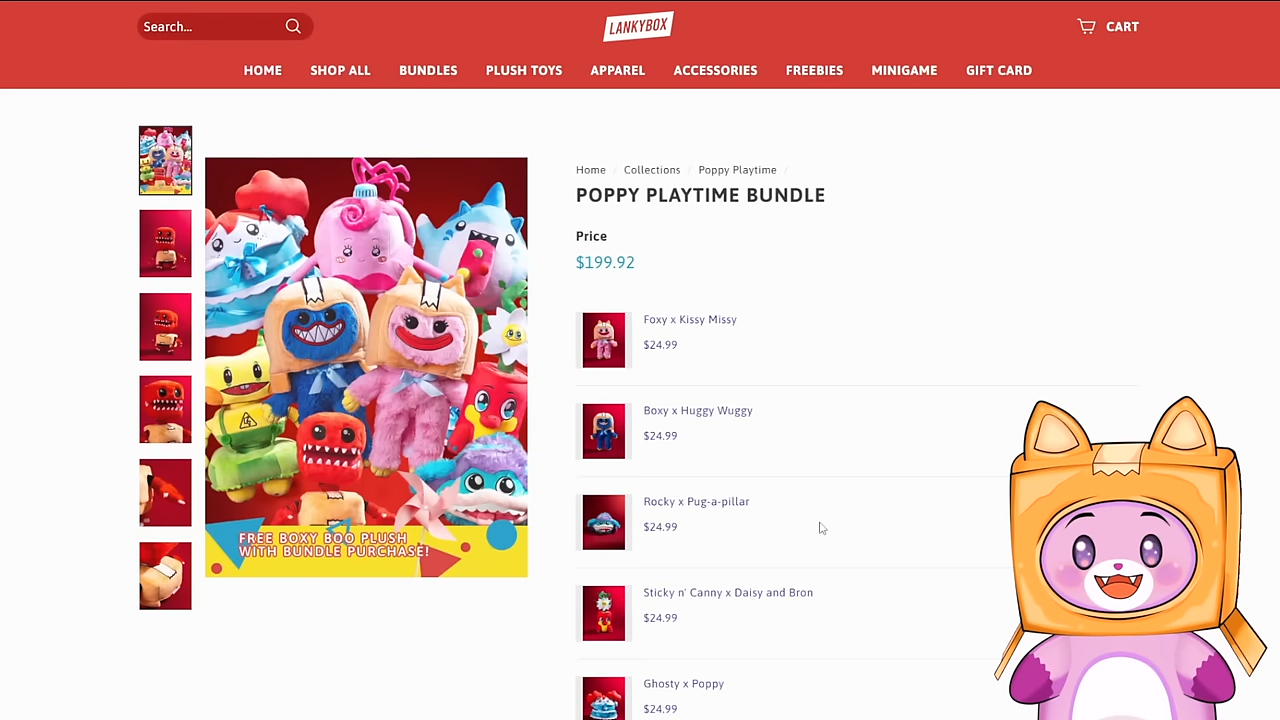 Search...
LANKYBOX
CART
HOME
SHOP ALL
BUNDLES
PLUSH TOYS
APPAREL
ACCESSORIES
FREEBIES
MINIGAME
GIFT CARD
Home / Collections / Poppy Playtime /
POPPY PLAYTIME BUNDLE
Price
$199.92
Foxy x Kissy Missy
$24.99
Boxy x Huggy Wuggy
$24.99
Rocky x Pug-a-pillar
$24.99
Sticky n' Canny x Daisy and Bron
$24.99
Ghosty x Poppy
$24.99
FREE BOXY BOO PLUSH
WITH BUNDLE PURCHASE!